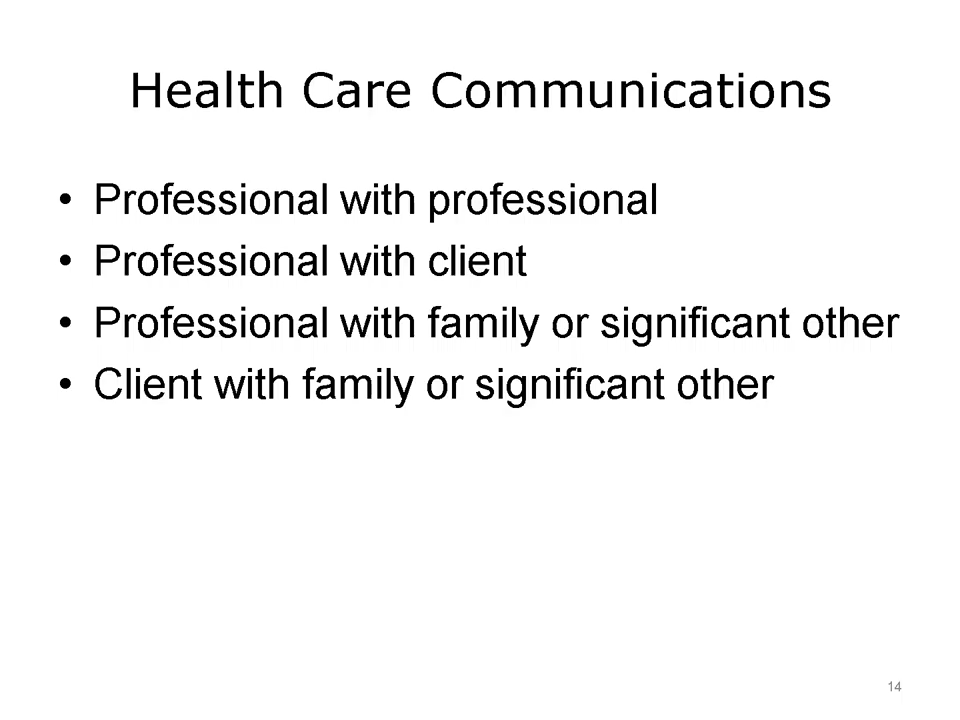 Health Care Communications
• Professional with professional
• Professional with client
• Professional with family or significant other
• Client with family or significant other
14